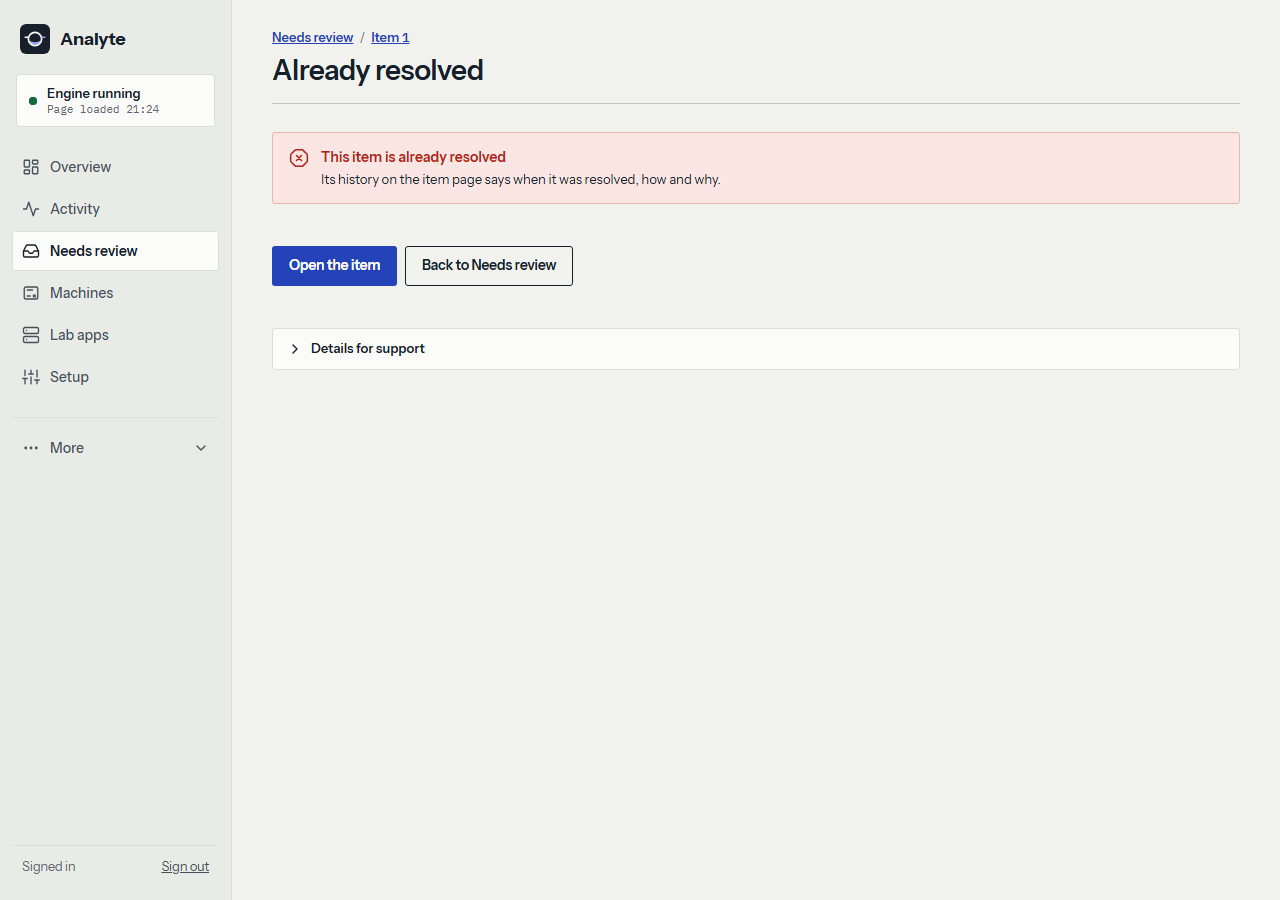 Analyte
Engine running
Page loaded 21:24
Overview
Activity
Needs review
Machines
Lab apps
Setup
More
Signed in
Sign out
Needs review / Item 1
Already resolved
This item is already resolved
Its history on the item page says when it was resolved, how and why.
Open the item
Back to Needs review
Details for support